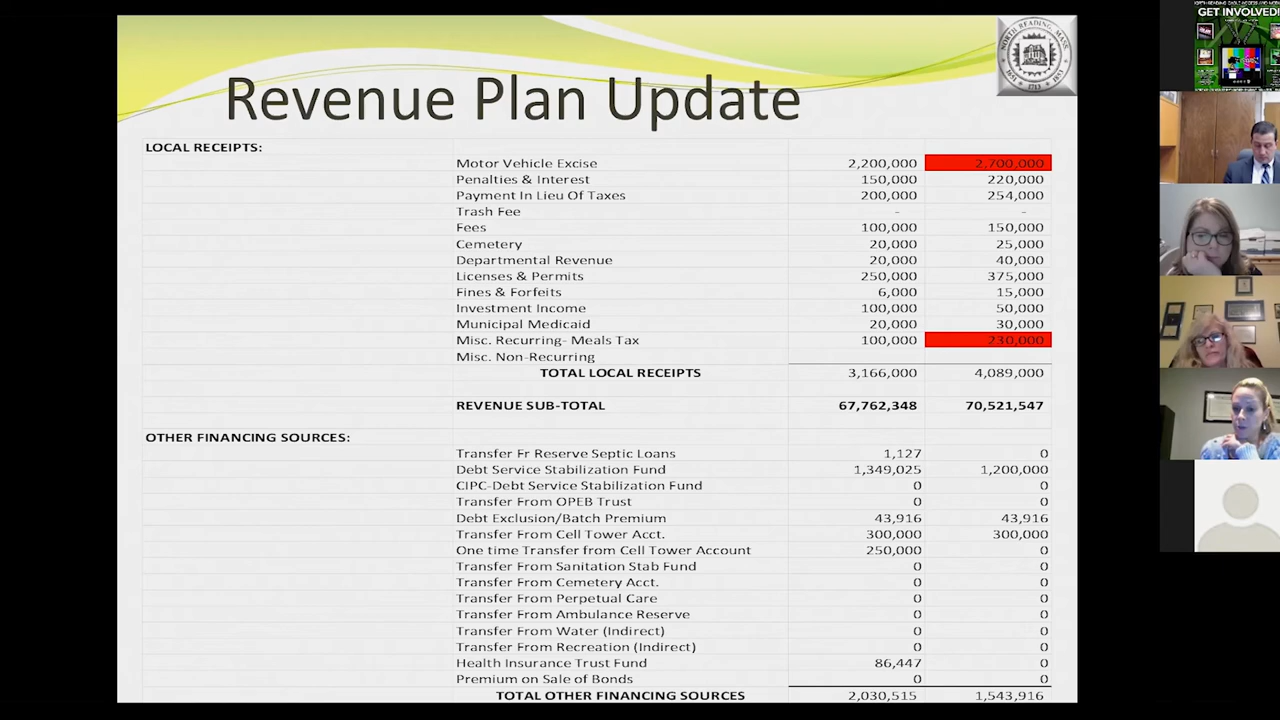 GET INVOLVED!
NORTH READING, MASS.
1713
Revenue Plan Update
LOCAL RECEIPTS:
Motor Vehicle Excise 2,200,000 2,700,000
Penalties & Interest 150,000 220,000
Payment In Lieu Of Taxes 200,000 254,000
Trash Fee - -
Fees 100,000 150,000
Cemetery 20,000 25,000
Departmental Revenue 20,000 40,000
Licenses & Permits 250,000 375,000
Fines & Forfeits 6,000 15,000
Investment Income 100,000 50,000
Municipal Medicaid 20,000 30,000
Misc. Recurring- Meals Tax 100,000 230,000
Misc. Non-Recurring
TOTAL LOCAL RECEIPTS 3,166,000 4,089,000
REVENUE SUB-TOTAL 67,762,348 70,521,547
OTHER FINANCING SOURCES:
Transfer Fr Reserve Septic Loans 1,127 0
Debt Service Stabilization Fund 1,349,025 1,200,000
CIPC-Debt Service Stabilization Fund 0 0
Transfer From OPEB Trust 0 0
Debt Exclusion/Batch Premium 43,916 43,916
Transfer From Cell Tower Acct. 300,000 300,000
One time Transfer from Cell Tower Account 250,000 0
Transfer From Sanitation Stab Fund 0 0
Transfer From Cemetery Acct. 0 0
Transfer From Perpetual Care 0 0
Transfer From Ambulance Reserve 0 0
Transfer From Water (Indirect) 0 0
Transfer From Recreation (Indirect) 0 0
Health Insurance Trust Fund 86,447 0
Premium on Sale of Bonds 0 0
TOTAL OTHER FINANCING SOURCES 2,030,515 1,543,916